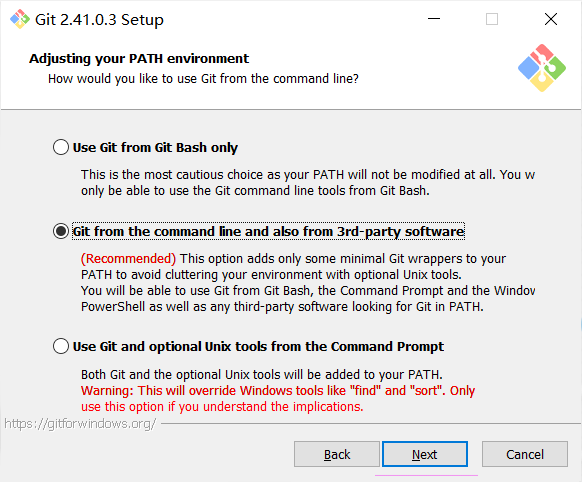 Git 2.41.0.3 Setup
Adjusting your PATH environment
How would you like to use Git from the command line?
Use Git from Git Bash only
This is the most cautious choice as your PATH will not be modified at all. You w
only be able to use the Git command line tools from Git Bash.
Git from the command line and also from 3rd-party software
(Recommended) This option adds only some minimal Git wrappers to your
PATH to avoid cluttering your environment with optional Unix tools.
You will be able to use Git from Git Bash, the Command Prompt and the Window
PowerShell as well as any third-party software looking for Git in PATH.
Use Git and optional Unix tools from the Command Prompt
Both Git and the optional Unix tools will be added to your PATH.
Warning: This will override Windows tools like "find" and "sort". Only
use this option if you understand the implications.
https://gitforwindows.org/
Back Next Cancel